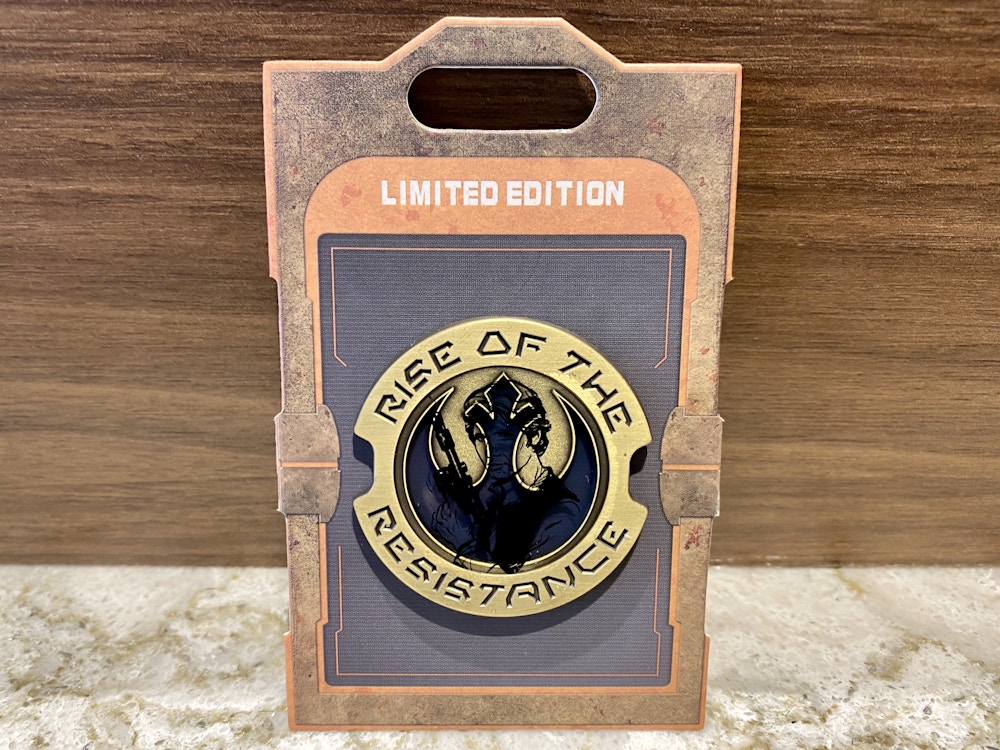 LIMITED EDITION
RISE OF THE
RESISTANCE